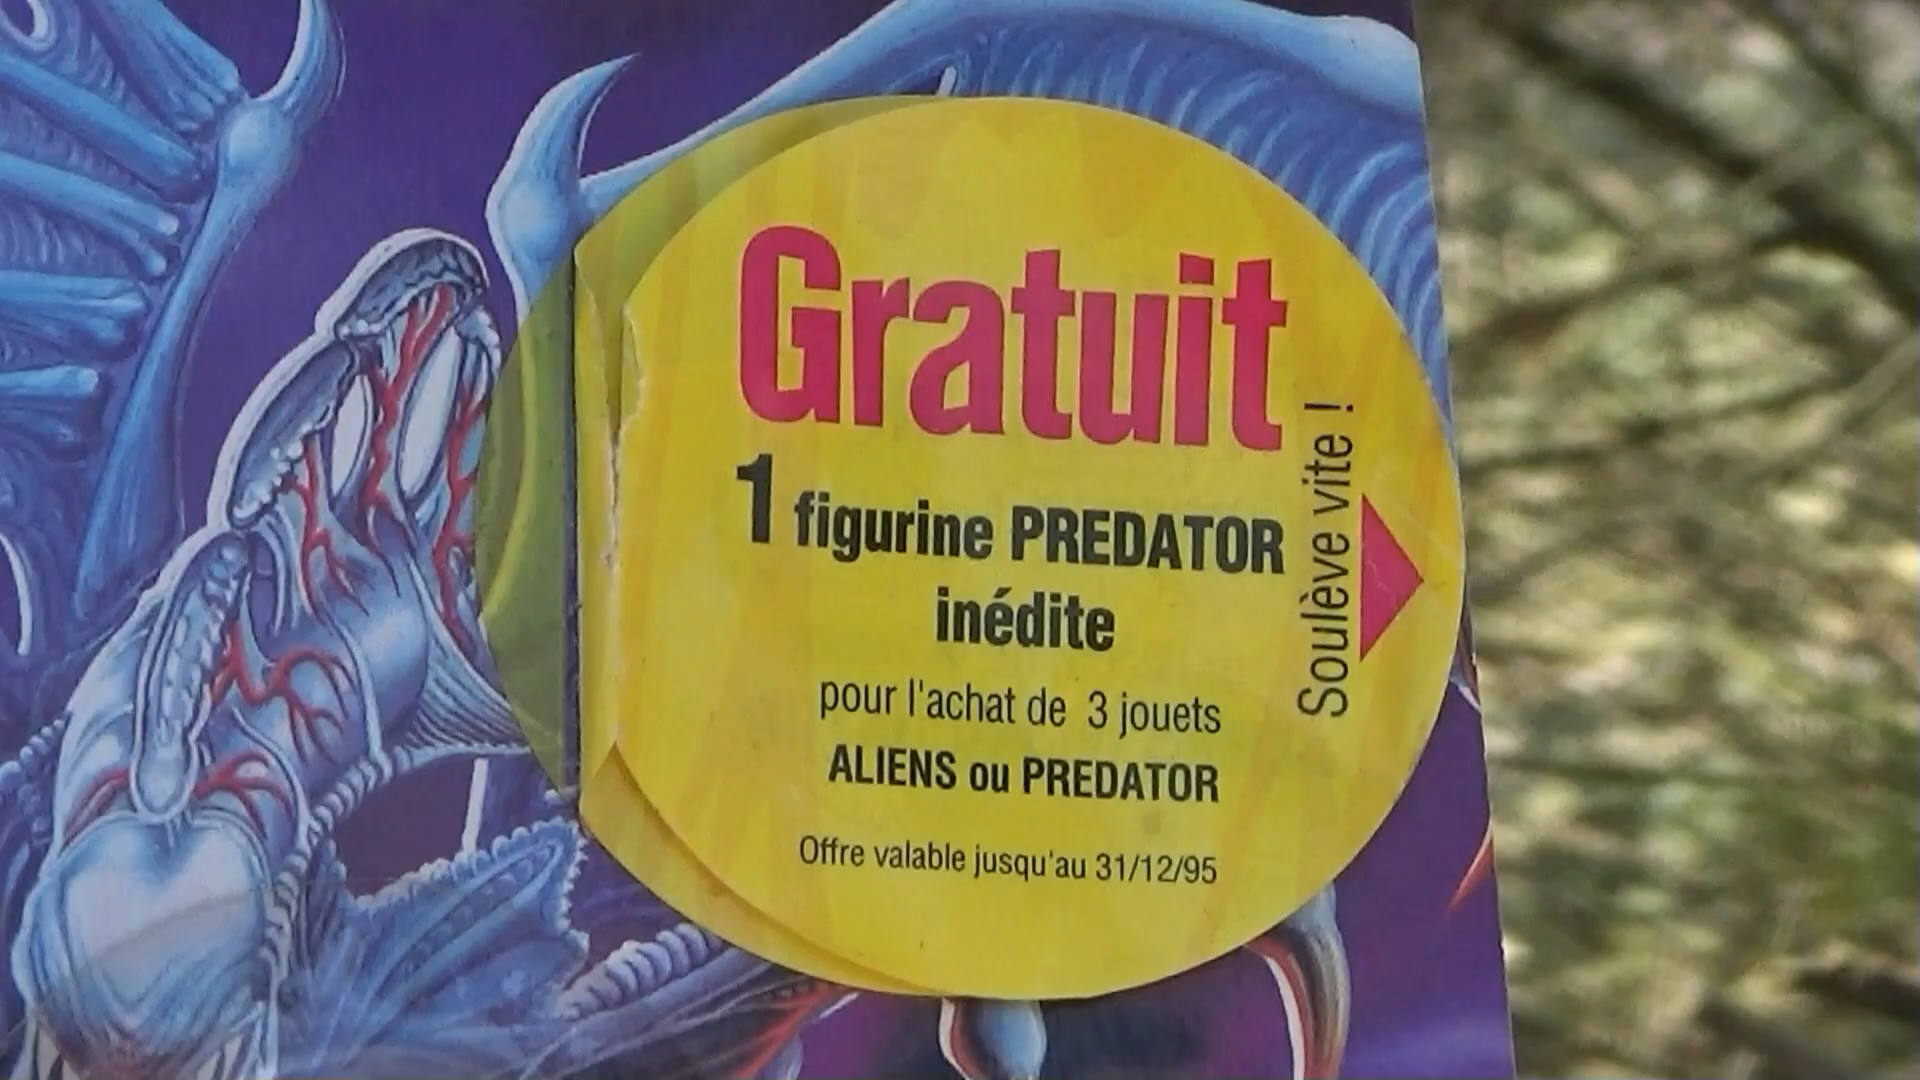 Gratuit
1 figurine PREDATOR
inédite
pour l'achat de 3 jouets
ALIENS ou PREDATOR
Offre valable jusqu'au 31/12/95
Soulève vite !